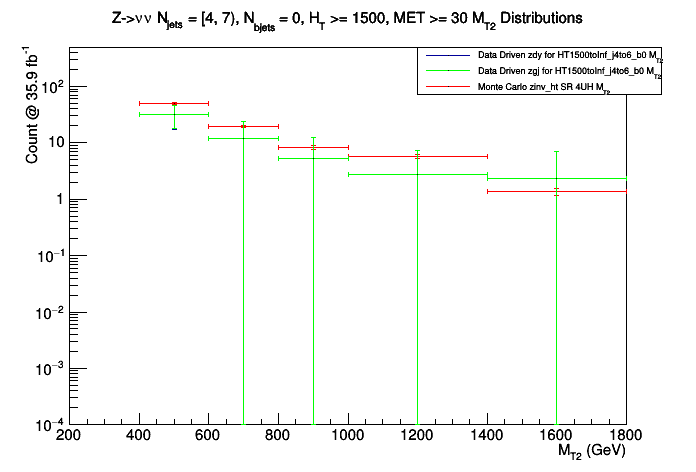 Z->νν N_jets = [4, 7), N_bjets = 0, H_T >= 1500, MET >= 30 M_T2 Distributions
Data Driven zdy for HT1500toInf_j4to6_b0 M_T2
Data Driven zgj for HT1500toInf_j4to6_b0 M_T2
Monte Carlo zinv_ht SR 4UH M_T2
Count @ 35.9 fb^-1
10^2
10
1
10^-1
10^-2
10^-3
10^-4
200 400 600 800 1000 1200 1400 1600 1800
M_T2 (GeV)